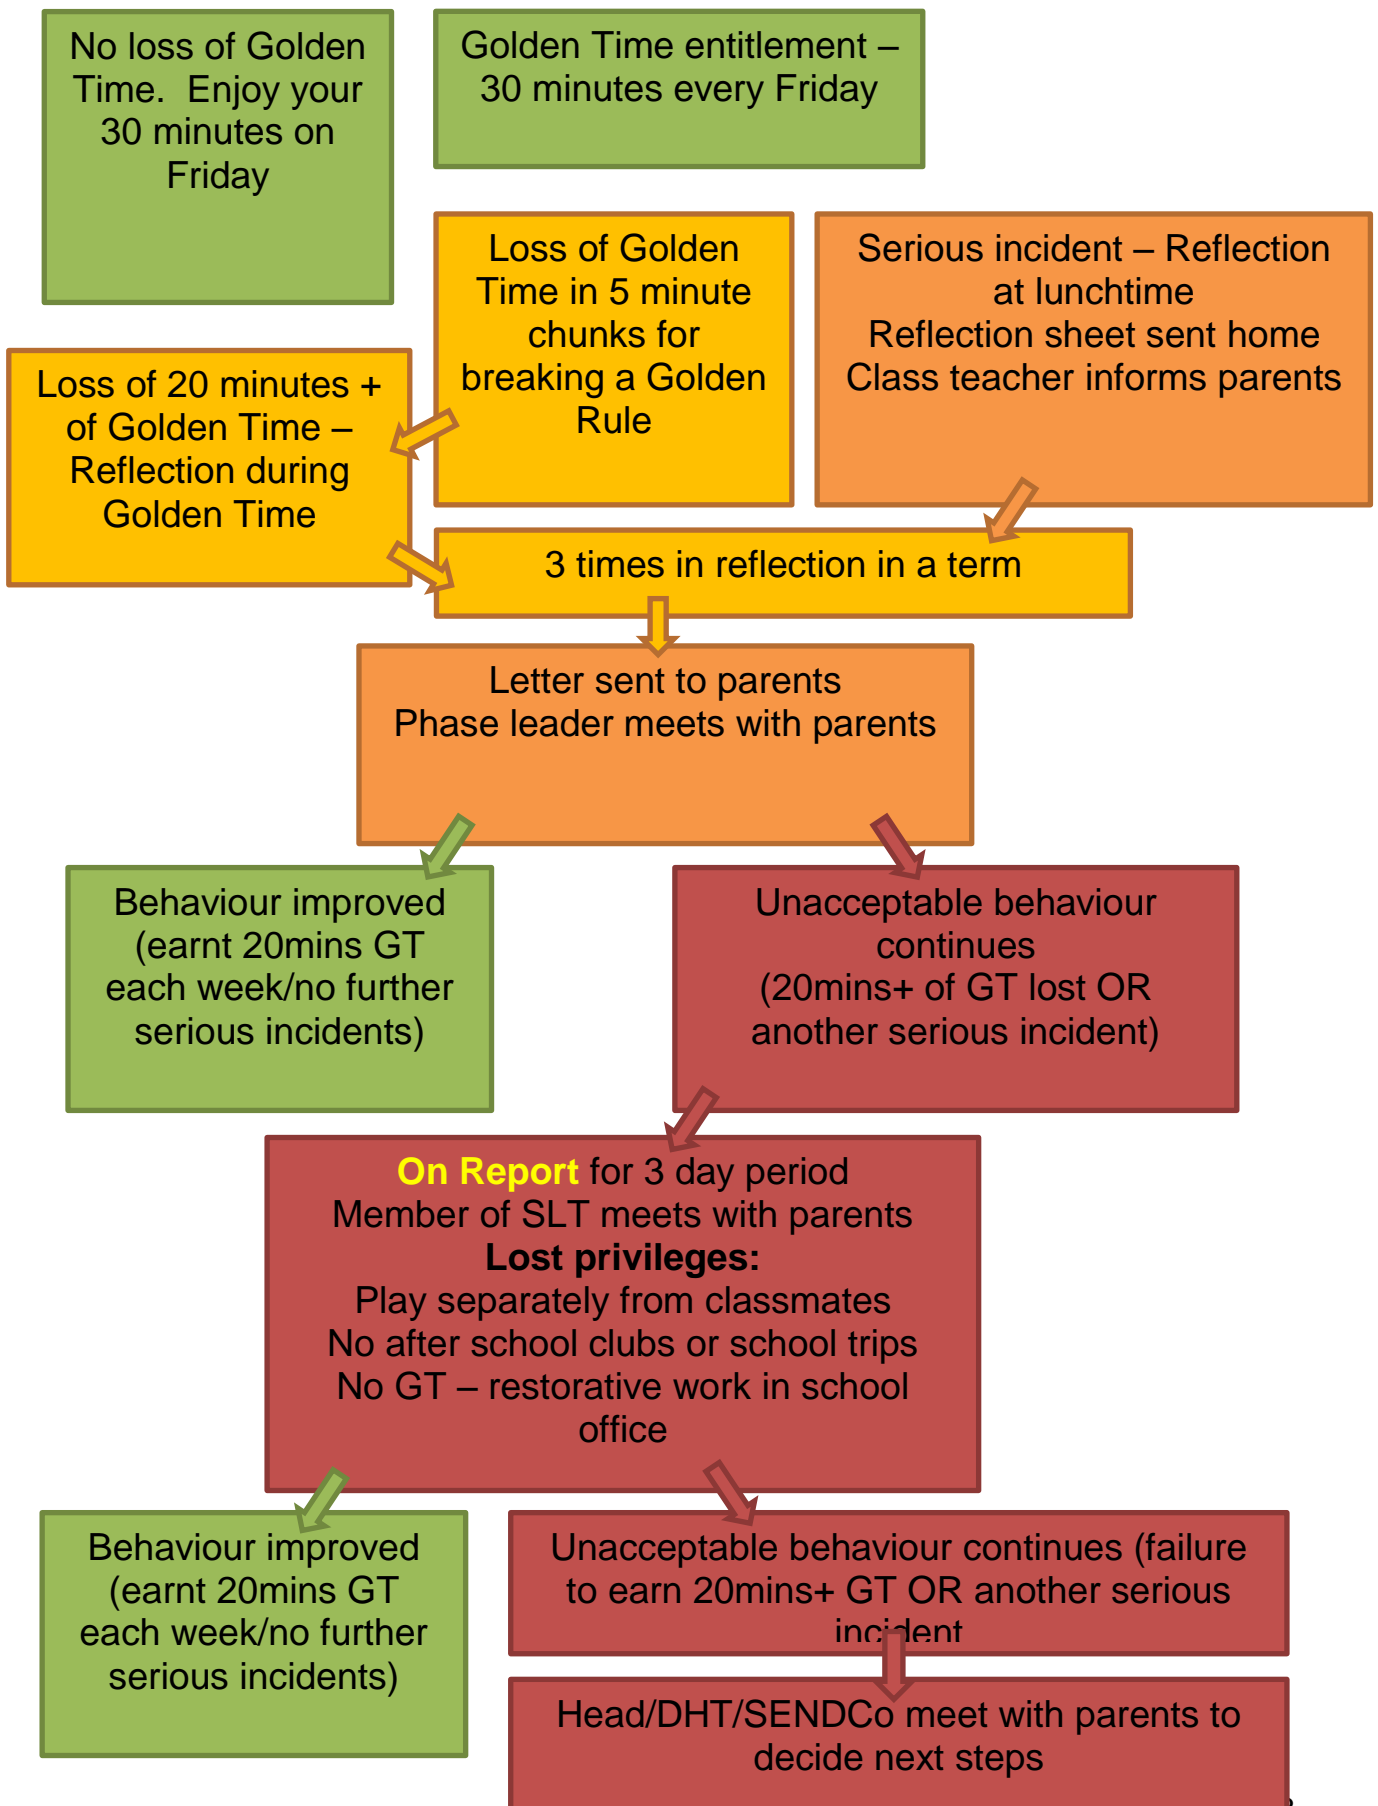 No loss of Golden
Time.  Enjoy your
30 minutes on
Friday
Golden Time entitlement –
30 minutes every Friday
Loss of Golden
Time in 5 minute
chunks for
breaking a Golden
Rule
Serious incident – Reflection
at lunchtime
Reflection sheet sent home
Class teacher informs parents
Loss of 20 minutes +
of Golden Time –
Reflection during
Golden Time
3 times in reflection in a term
Letter sent to parents
Phase leader meets with parents
Behaviour improved
(earnt 20mins GT
each week/no further
serious incidents)
Unacceptable behaviour
continues
(20mins+ of GT lost OR
another serious incident)
On Report for 3 day period
Member of SLT meets with parents
Lost privileges:
Play separately from classmates
No after school clubs or school trips
No GT – restorative work in school
office
Behaviour improved
(earnt 20mins GT
each week/no further
serious incidents)
Unacceptable behaviour continues (failure
to earn 20mins+ GT OR another serious
incident
Head/DHT/SENDCo meet with parents to
decide next steps